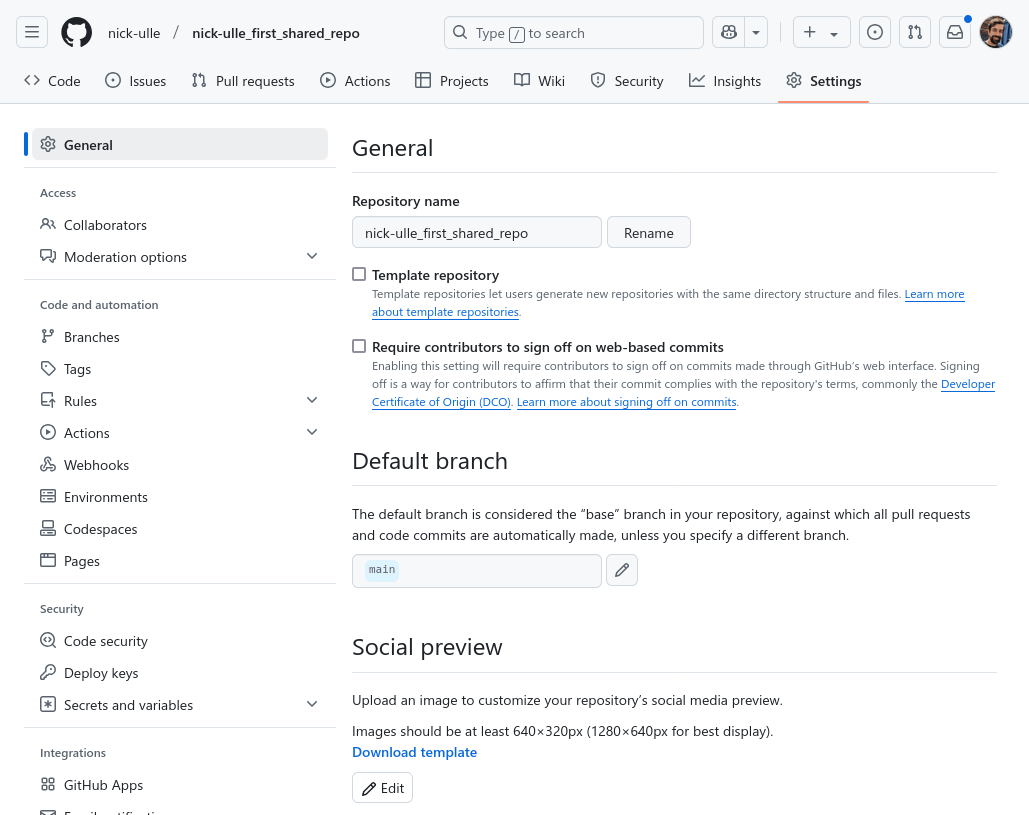 nick-ulle / nick-ulle_first_shared_repo
Type / to search
Code
Issues
Pull requests
Actions
Projects
Wiki
Security
Insights
Settings
General
Access
Collaborators
Moderation options
Code and automation
Branches
Tags
Rules
Actions
Webhooks
Environments
Codespaces
Pages
Security
Code security
Deploy keys
Secrets and variables
Integrations
GitHub Apps
General
Repository name
nick-ulle_first_shared_repo
Rename
Template repository
Template repositories let users generate new repositories with the same directory structure and files. Learn more
about template repositories.
Require contributors to sign off on web-based commits
Enabling this setting will require contributors to sign off on commits made through GitHub's web interface. Signing
off is a way for contributors to affirm that their commit complies with the repository's terms, commonly the Developer
Certificate of Origin (DCO). Learn more about signing off on commits.
Default branch
The default branch is considered the “base” branch in your repository, against which all pull requests
and code commits are automatically made, unless you specify a different branch.
main
Social preview
Upload an image to customize your repository’s social media preview.
Images should be at least 640×320px (1280×640px for best display).
Download template
Edit